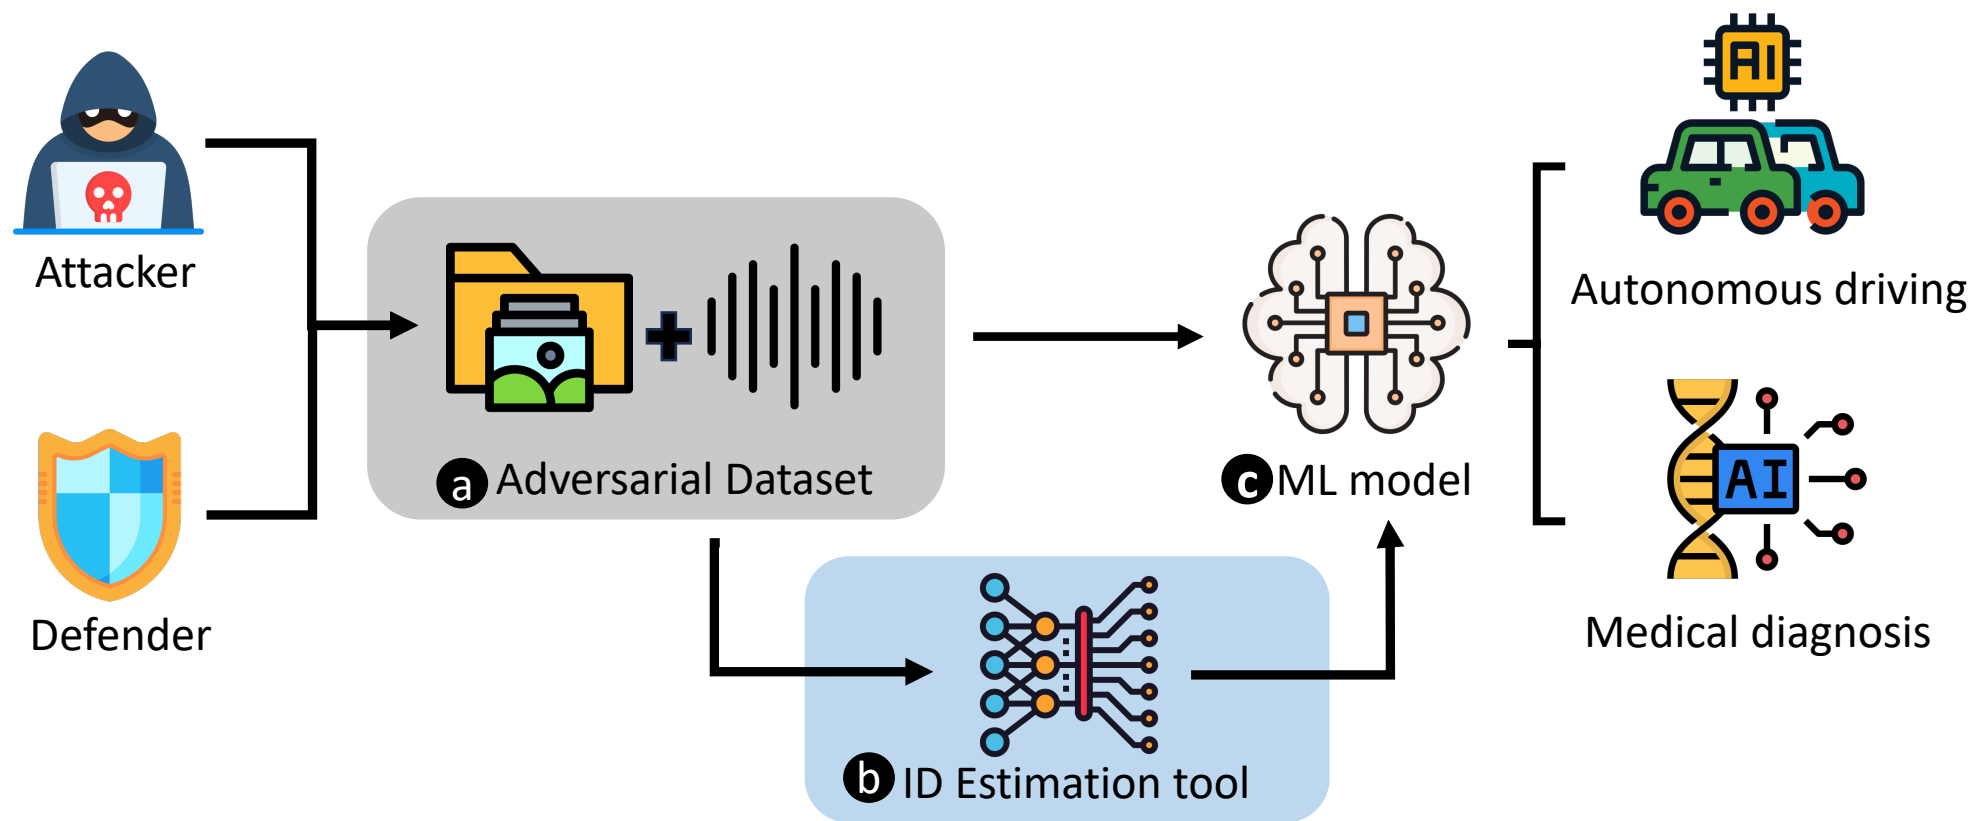 AI
Attacker
Autonomous driving
a Adversarial Dataset
c ML model
AI
Defender
Medical diagnosis
b ID Estimation tool